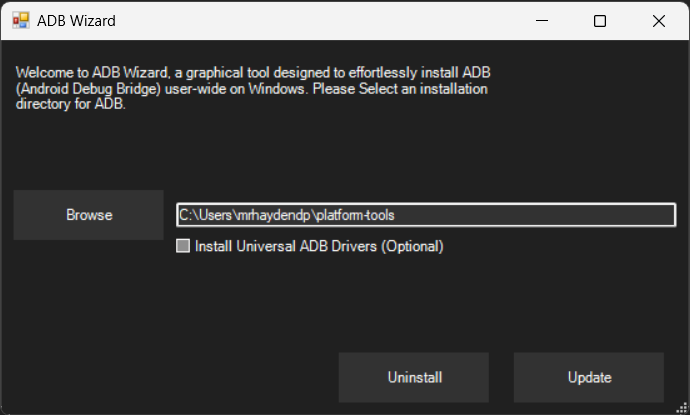 ADB Wizard
Welcome to ADB Wizard, a graphical tool designed to effortlessly install ADB
(Android Debug Bridge) user-wide on Windows. Please Select an installation
directory for ADB.
Browse
C:\Users\mrhaydendp\platform-tools
Install Universal ADB Drivers (Optional)
Uninstall
Update